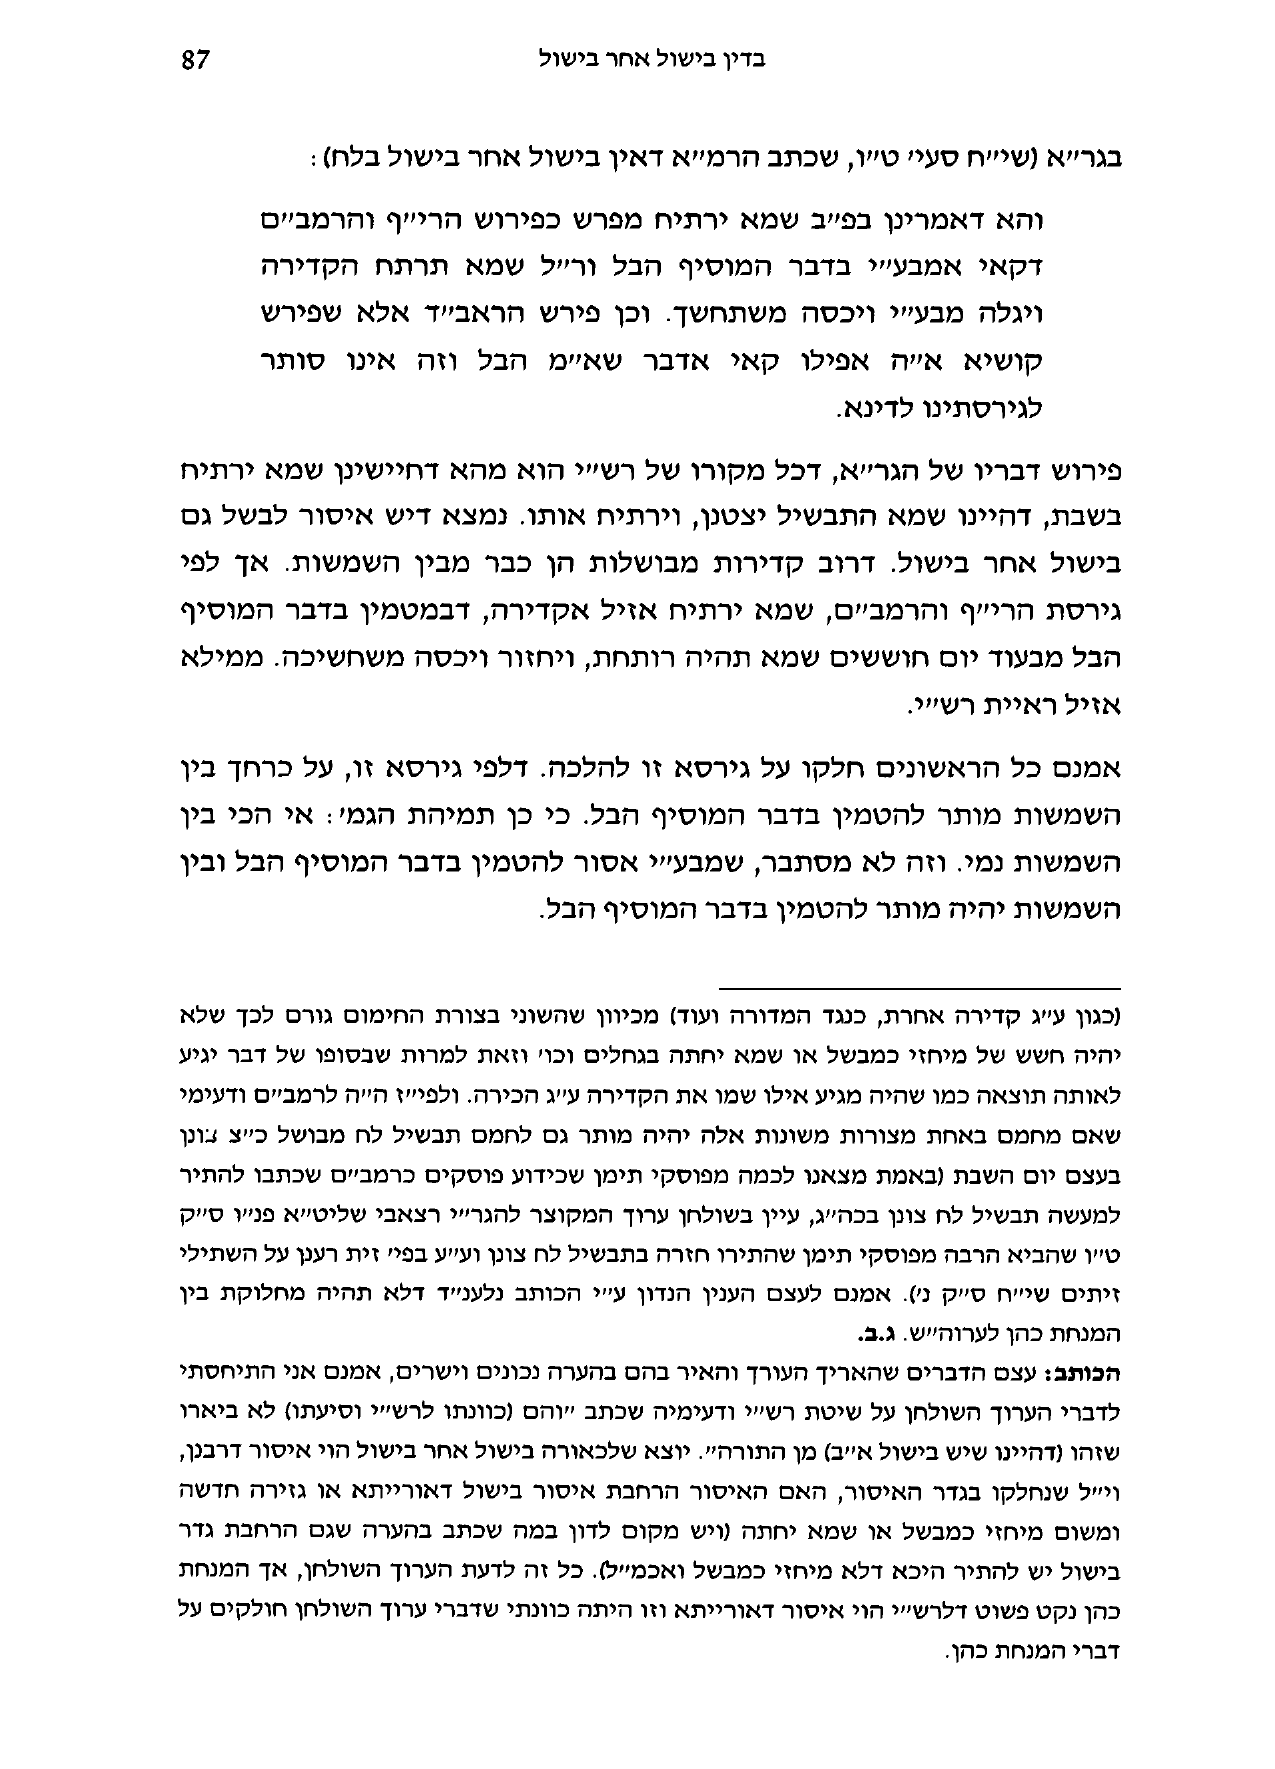 בדין בישול אחר בישול 87
בגר״א (שי״ח סעי׳ ט״ו, שכתב הרמ״א דאין בישול אחר בישול בלח):
והא דאמרינן בפ״ב שמא ירתיח מפרש כפירוש הרי״ף והרמב״ם
דקאי אמבע״י בדבר המוסיף הבל ור״ל שמא תרתח הקדירה
ויגלה מבע״י ויכסה משתחשך. וכן פירש הראב״ד אלא שפירש
קושיא א״ה אפילו קאי אדבר שא״מ הבל וזה אינו סותר
לגירסתינו לדינא.
פירוש דבריו של הגר״א, דכל מקורו של רש״י הוא מהא דחיישינן שמא ירתיח
בשבת, דהיינו שמא התבשיל יצטנן, וירתיח אותו. נמצא דיש איסור לבשל גם
בישול אחר בישול. דרוב קדירות מבושלות הן כבר מבין השמשות. אך לפי
גירסת הרי״ף והרמב״ם, שמא ירתיח אזיל אקדירה, דבמטמין בדבר המוסיף
הבל מבעוד יום חוששים שמא תהיה רותחת, ויחזור ויכסה משחשיכה. ממילא
אזיל ראיית רש״י.
אמנם כל הראשונים חלקו על גירסא זו להלכה. דלפי גירסא זו, על כרחך בין
השמשות מותר להטמין בדבר המוסיף הבל. כי כן תמיהת הגמ׳: אי הכי בין
השמשות נמי. וזה לא מסתבר, שמבע״י אסור להטמין בדבר המוסיף הבל ובין
השמשות יהיה מותר להטמין בדבר המוסיף הבל.
(כגון ע״ג קדירה אחרת, כנגד המדורה ועוד) מכיוון שהשוני בצורת החימום גורם לכך שלא
יהיה חשש של מיחזי כמבשל או שמא יחתה בגחלים וכו׳ וזאת למרות שבסופו של דבר יגיע
לאותה תוצאה כמו שהיה מגיע אילו שמו את הקדירה ע״ג הכירה. ולפי״ז ה״ה לרמב״ם ודעימי
שאם מחמם באחת מצורות משונות אלה יהיה מותר גם לחמם תבשיל לח מבושל כ״צ צונן
בעצם יום השבת (באמת מצאנו לכמה מפוסקי תימן שכידוע פוסקים כרמב״ם שכתבו להתיר
למעשה תבשיל לח צונן בכה״ג, עיין בשולחן ערוך המקוצר להגר״י רצאבי שליט״א פנ״ו ס״ק
ט״ו שהביא הרבה מפוסקי תימן שהתירו חזרה בתבשיל לח צונן וע״ע בפי׳ זית רענן על השתילי
זיתים שי״ח ס״ק נ׳). אמנם לעצם הענין הנדון ע״י הכותב נלענ״ד דלא תהיה מחלוקת בין
המנחת כהן לערוה״ש. ג.ב.
הכותב: עצם הדברים שהאריך העורך והאיר בהם בהערה נכונים וישרים, אמנם אני התיחסתי
לדברי הערוך השולחן על שיטת רש״י ודעימיה שכתב ״והם (כוונתו לרש״י וסיעתו) לא ביארו
שזהו (דהיינו שיש בישול א״ב) מן התורה״. יוצא שלכאורה בישול אחר בישול הוי איסור דרבנן,
וי״ל שנחלקו בגדר האיסור, האם האיסור הרחבת איסור בישול דאורייתא או גזירה חדשה
ומשום מיחזי כמבשל או שמא יחתה (ויש מקום לדון במה שכתב בהערה שגם הרחבת גדר
בישול יש להתיר היכא דלא מיחזי כמבשל ואכמ״ל). כל זה לדעת הערוך השולחן, אך המנחת
כהן נקט פשוט דלרש״י הוי איסור דאורייתא וזו היתה כוונתי שדברי ערוך השולחן חולקים על
דברי המנחת כהן.